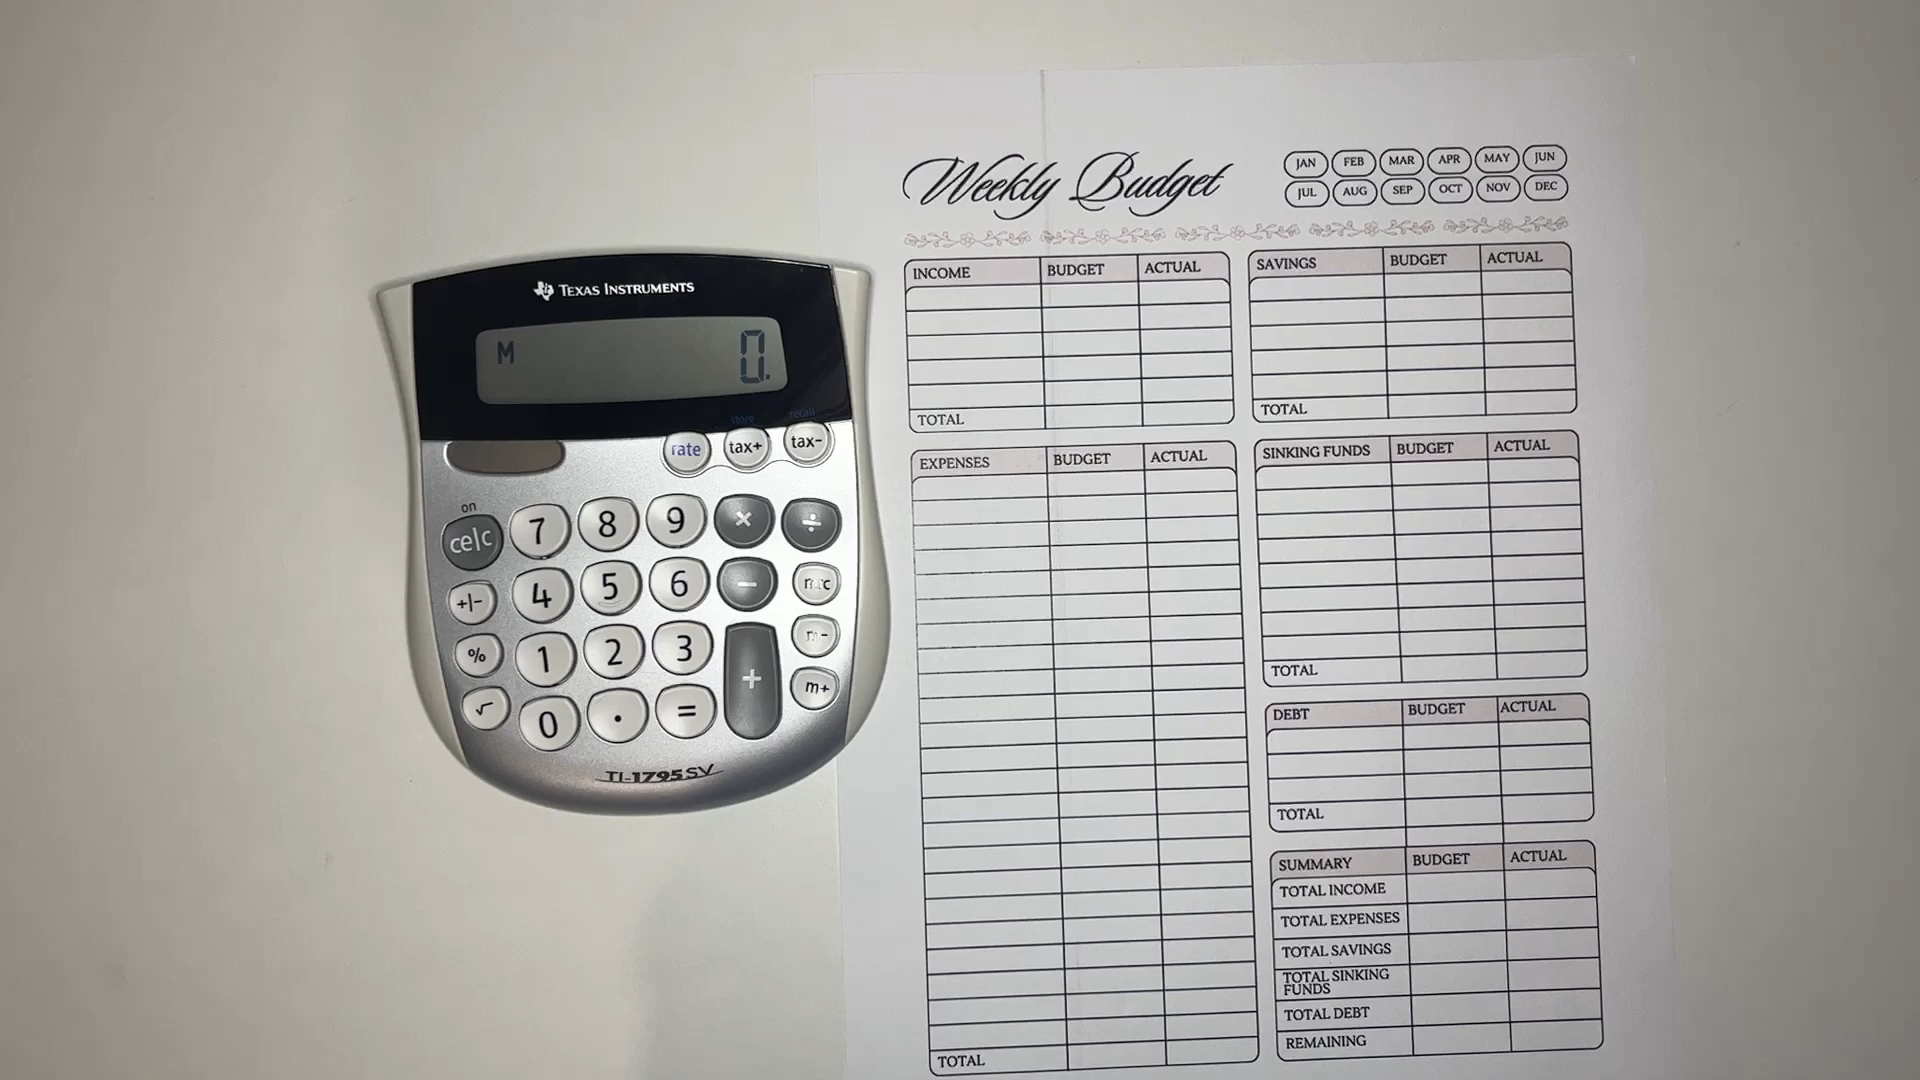 Weekly Budget
JAN FEB MAR APR MAY JUN
JUL AUG SEP OCT NOV DEC
INCOME BUDGET ACTUAL
TOTAL
EXPENSES BUDGET ACTUAL
TOTAL
SAVINGS BUDGET ACTUAL
TOTAL
SINKING FUNDS BUDGET ACTUAL
TOTAL
DEBT BUDGET ACTUAL
TOTAL
SUMMARY BUDGET ACTUAL
TOTAL INCOME
TOTAL EXPENSES
TOTAL SAVINGS
TOTAL SINKING
FUNDS
TOTAL DEBT
REMAINING
TEXAS INSTRUMENTS
M 0.
store recall
rate tax+ tax-
on
ce|c 7 8 9 × ÷
+|- 4 5 6 − mrc
% 1 2 3 + m-
√ 0 . = m+
TI-1795 SV